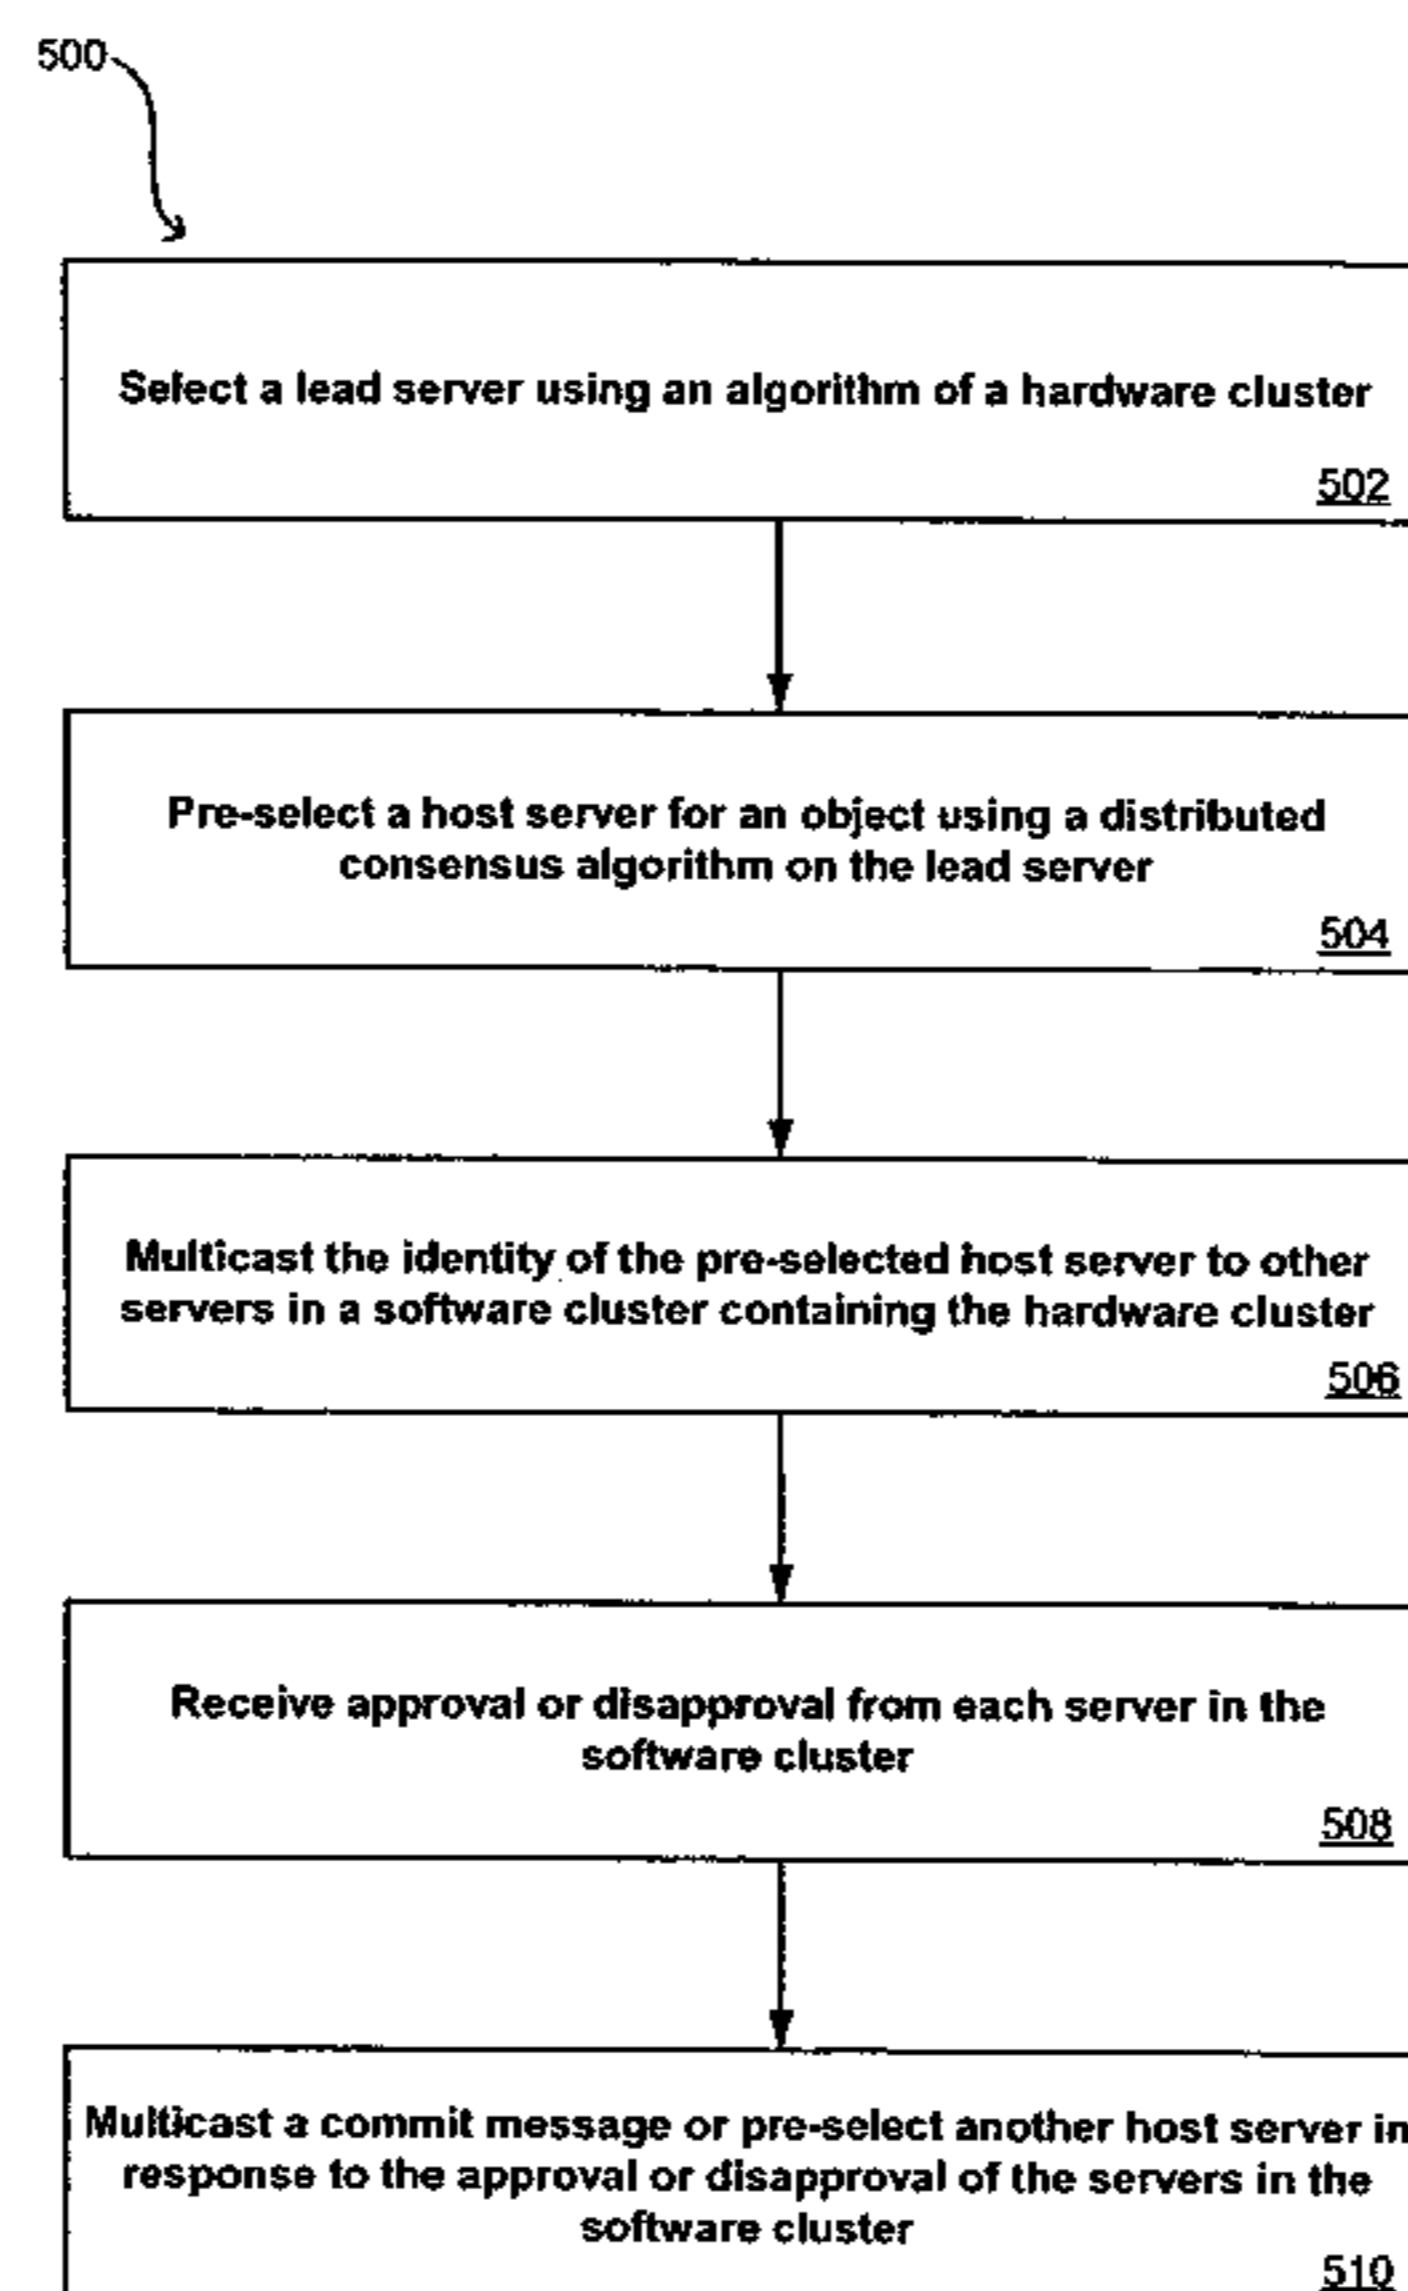 500
Select a lead server using an algorithm of a hardware cluster
502
Pre-select a host server for an object using a distributed
consensus algorithm on the lead server
504
Multicast the identity of the pre-selected host server to other
servers in a software cluster containing the hardware cluster
506
Receive approval or disapproval from each server in the
software cluster
508
Multicast a commit message or pre-select another host server in
response to the approval or disapproval of the servers in the
software cluster
510